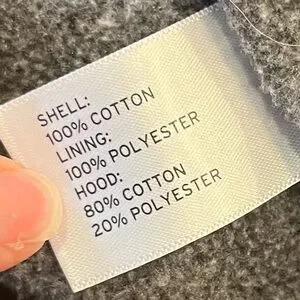 SHELL:
100% COTTON
LINING:
100% POLYESTER
HOOD:
80% COTTON
20% POLYESTER